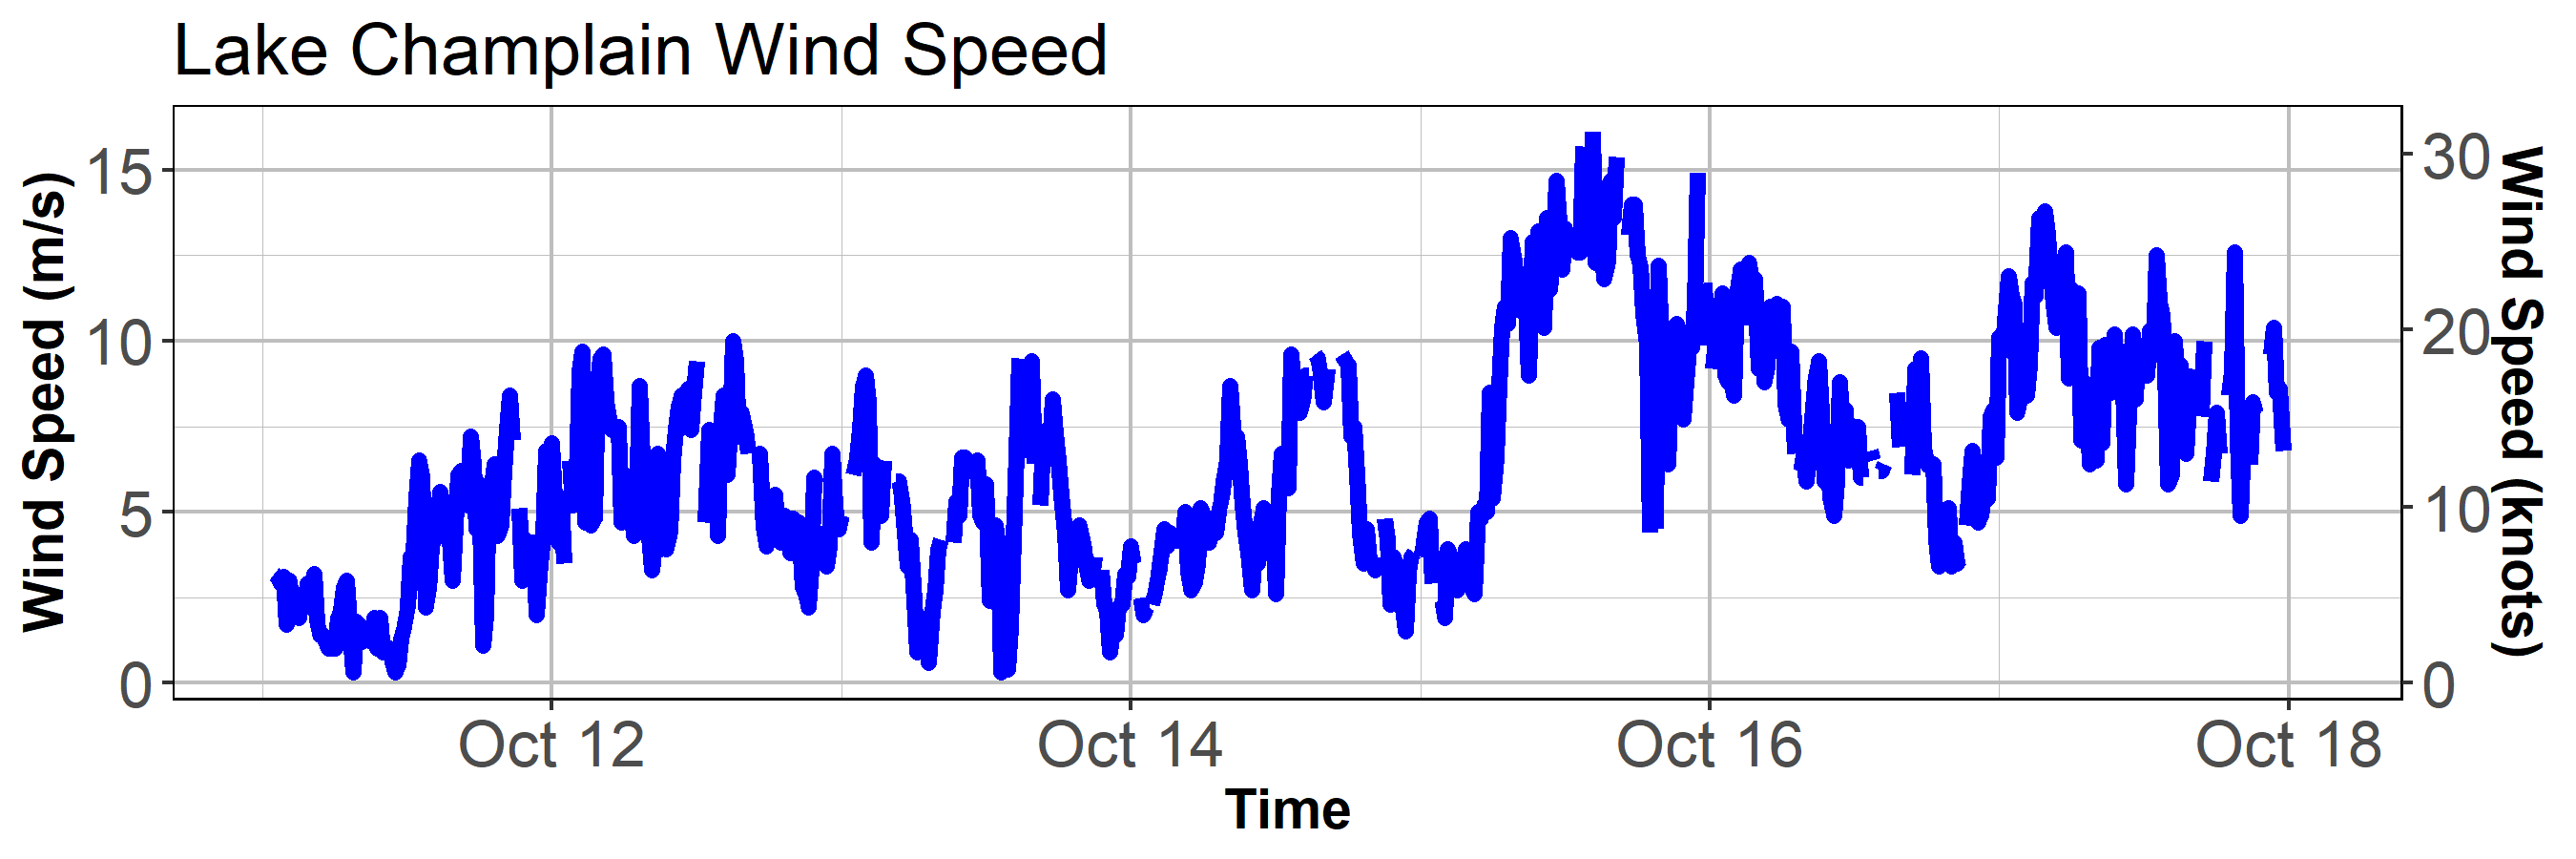 Lake Champlain Wind Speed
Wind Speed (m/s)
15
10
5
0
30
20
10
0
Wind Speed (knots)
Oct 12
Oct 14
Oct 16
Oct 18
Time